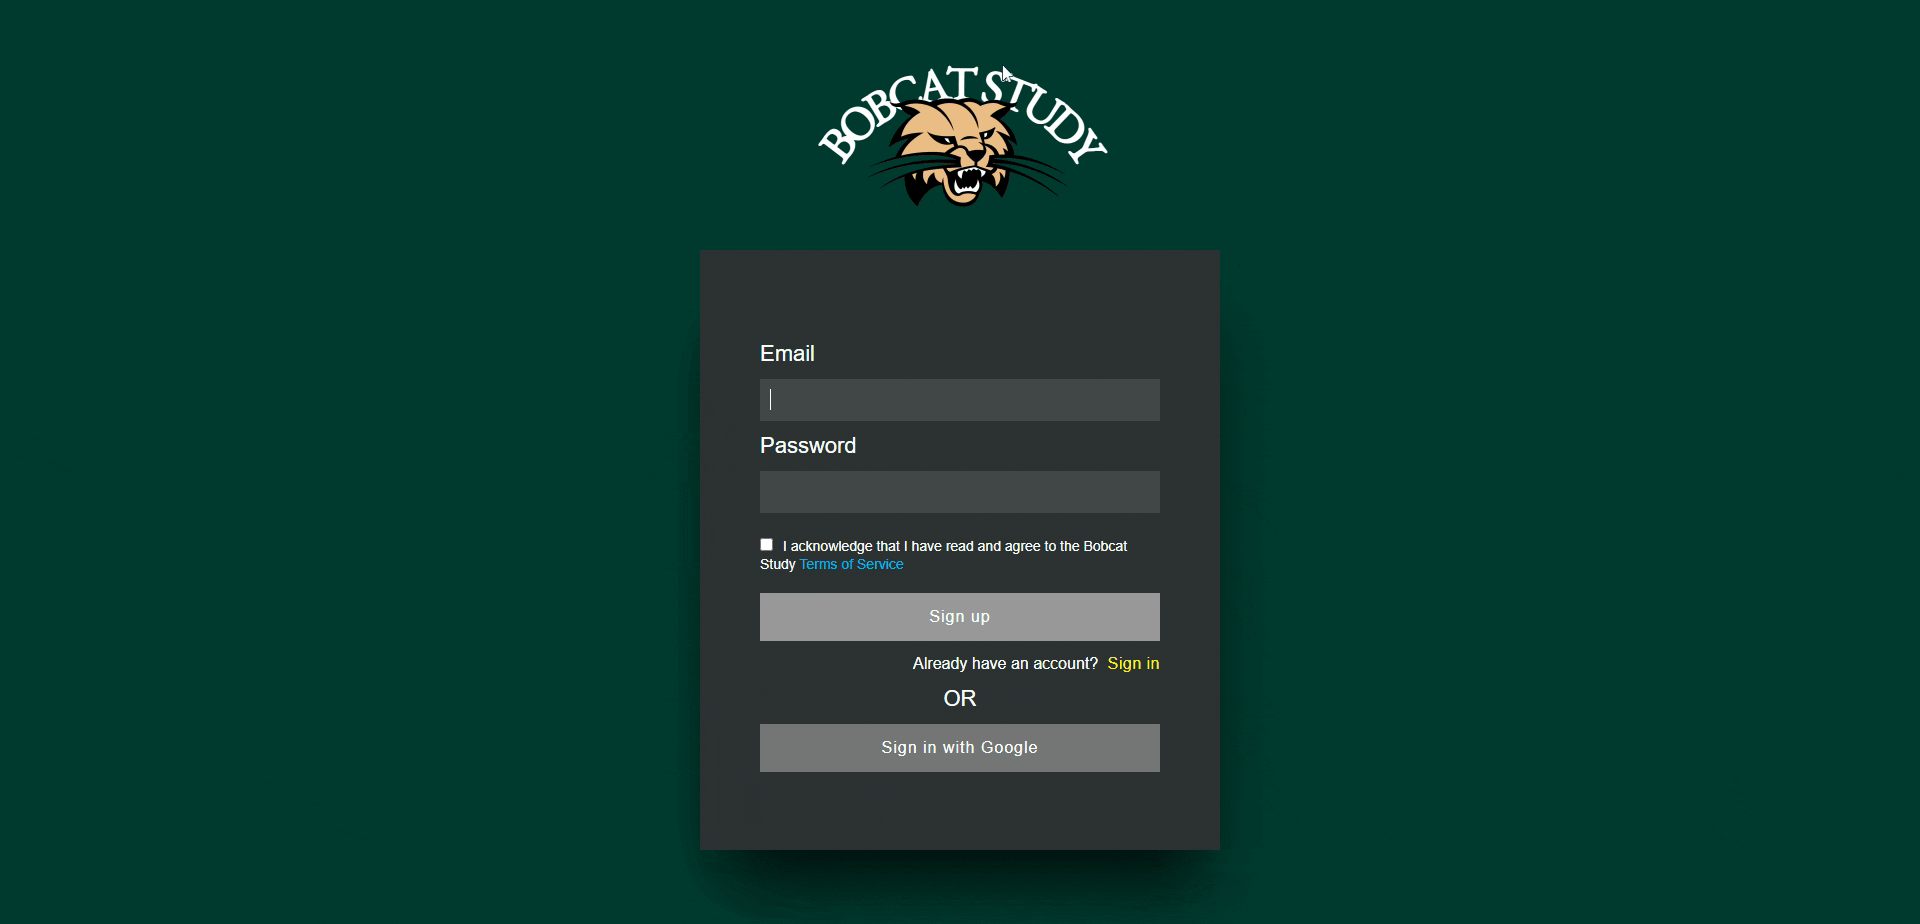 BOBCAT STUDY
Email
Password
I acknowledge that I have read and agree to the Bobcat
Study Terms of Service
Sign up
Already have an account? Sign in
OR
Sign in with Google